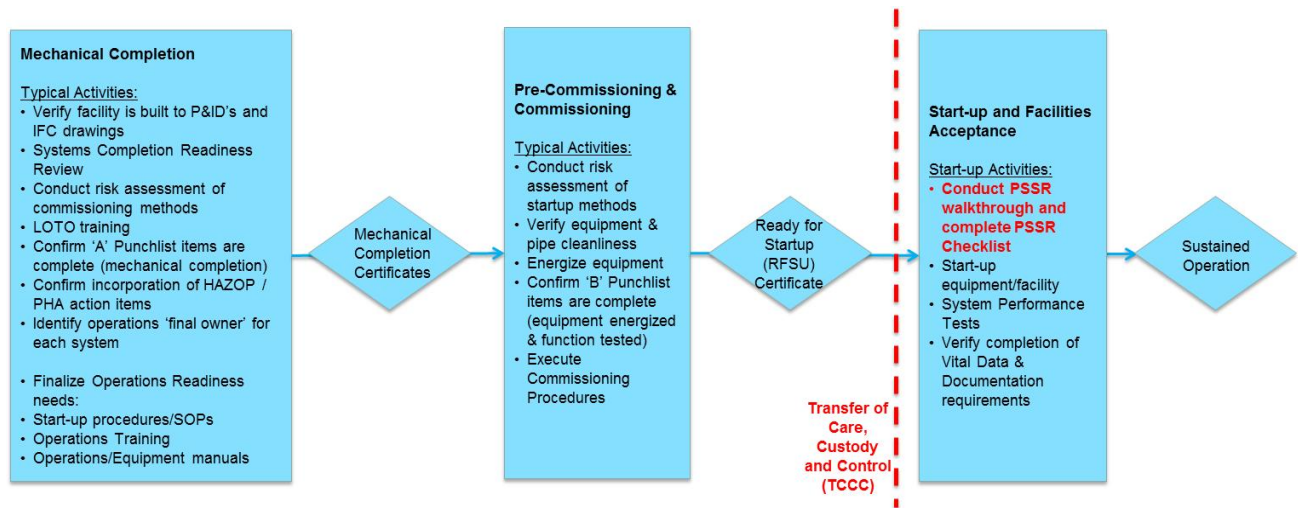 Mechanical Completion
Typical Activities:
• Verify facility is built to P&ID's and
IFC drawings
• Systems Completion Readiness
Review
• Conduct risk assessment of
commissioning methods
• LOTO training
• Confirm 'A' Punchlist items are
complete (mechanical completion)
• Confirm incorporation of HAZOP /
PHA action items
• Identify operations 'final owner' for
each system
• Finalize Operations Readiness
needs:
• Start-up procedures/SOPs
• Operations Training
• Operations/Equipment manuals
Mechanical
Completion
Certificates
Pre-Commissioning &
Commissioning
Typical Activities:
• Conduct risk
assessment of
startup methods
• Verify equipment &
pipe cleanliness
• Energize equipment
• Confirm 'B' Punchlist
items are complete
(equipment energized
& function tested)
• Execute
Commissioning
Procedures
Ready for
Startup
(RFSU)
Certificate
Transfer of
Care,
Custody
and Control
(TCCC)
Start-up and Facilities
Acceptance
Start-up Activities:
• Conduct PSSR
walkthrough and
complete PSSR
Checklist
• Start-up
equipment/facility
• System Performance
Tests
• Verify completion of
Vital Data &
Documentation
requirements
Sustained
Operation